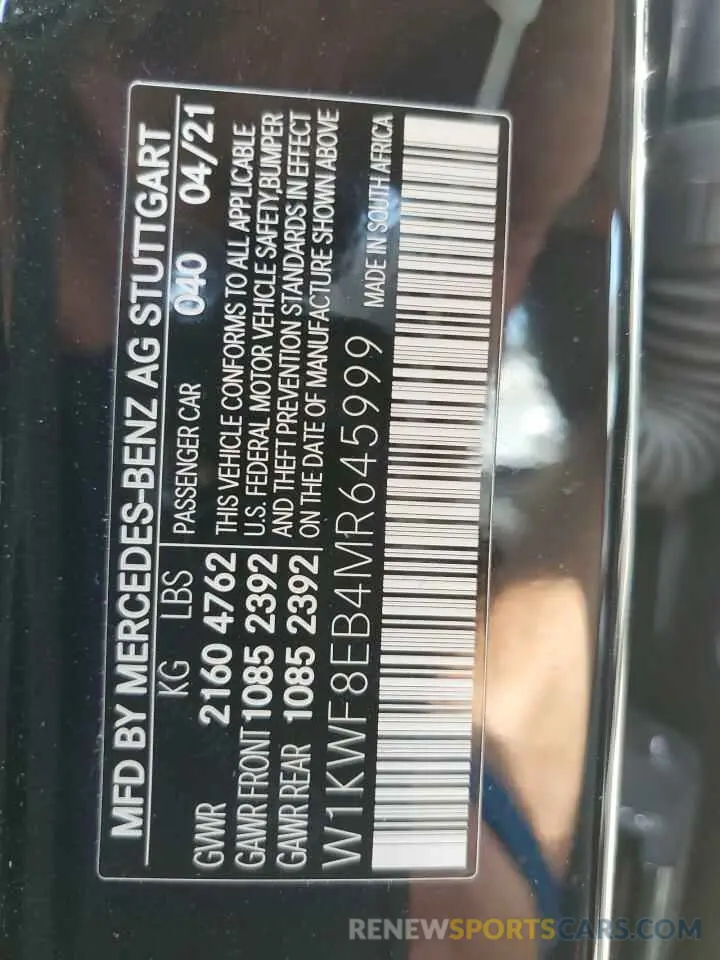 MFD BY MERCEDES-BENZ AG STUTTGART
KG LBS PASSENGER CAR 040 04/21
GVWR 2160 4762
GAWR FRONT 1085 2392
GAWR REAR 1085 2392
THIS VEHICLE CONFORMS TO ALL APPLICABLE
U.S. FEDERAL MOTOR VEHICLE SAFETY,BUMPER
AND THEFT PREVENTION STANDARDS IN EFFECT
ON THE DATE OF MANUFACTURE SHOWN ABOVE
W1KWF8EB4MR645999 MADE IN SOUTH AFRICA
RENEWSPORTSCARS.COM